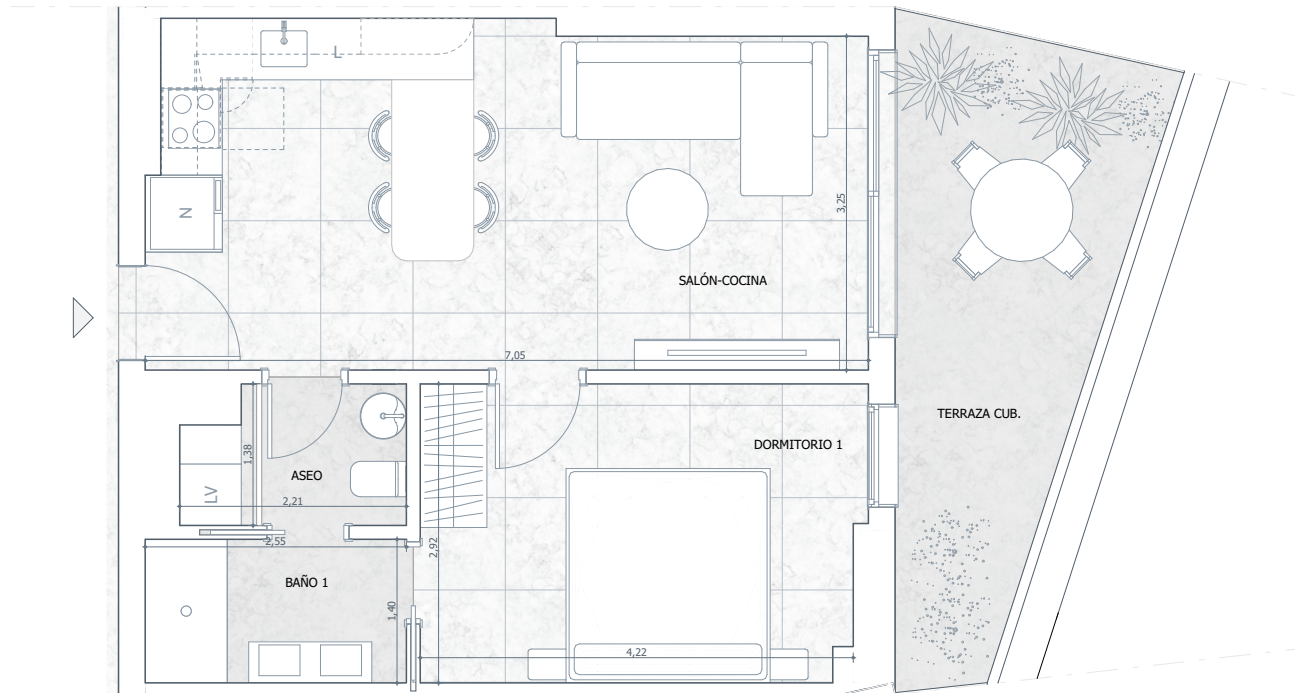 L
N
3,25
SALÓN-COCINA
7,05
TERRAZA CUB.
DORMITORIO 1
1,38
ASEO
LV
2,21
2,55
2,92
BAÑO 1
1,40
4,22